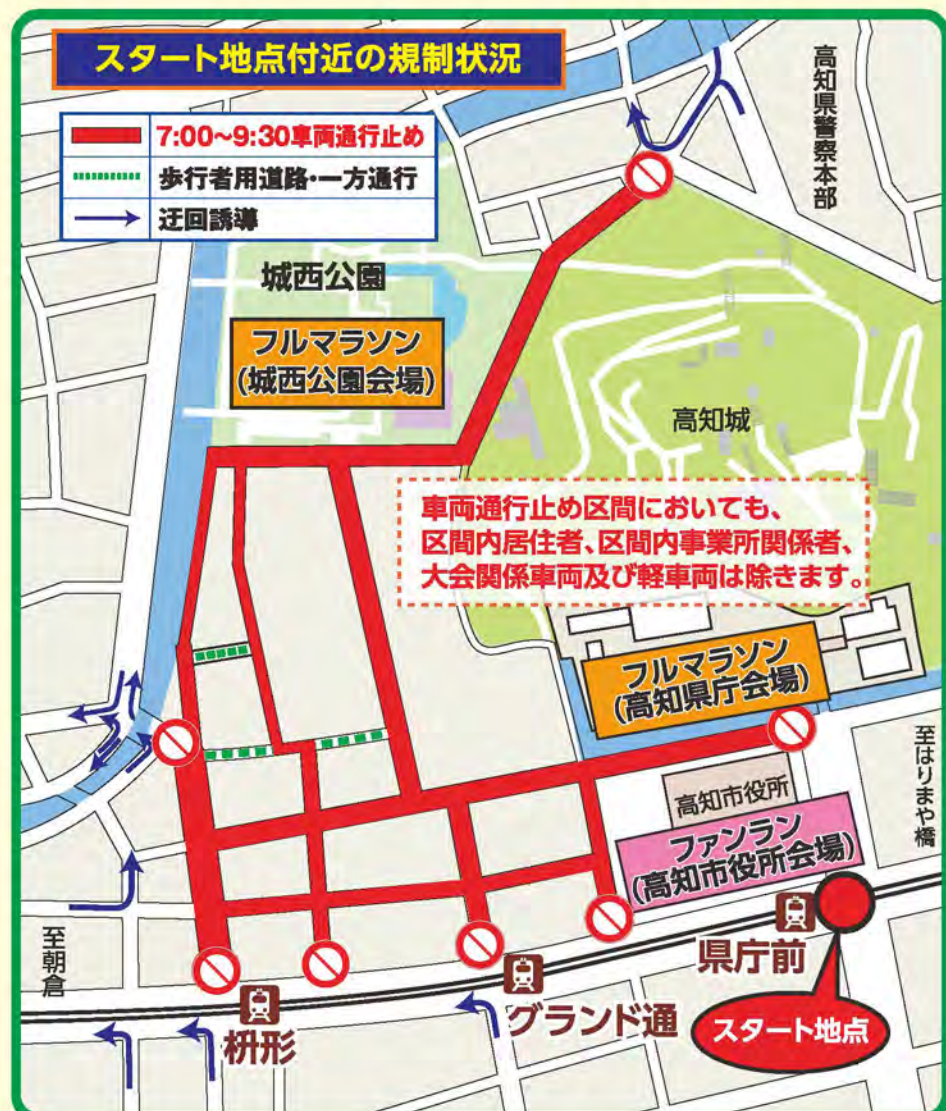 スタート地点付近の規制状況
7:00～9:30車両通行止め
歩行者用道路・一方通行
迂回誘導
高知県警察本部
城西公園
フルマラソン
(城西公園会場)
高知城
車両通行止め区間においても、
区間内居住者、区間内事業所関係者、
大会関係車両及び軽車両は除きます。
フルマラソン
(高知県庁会場)
至はりまや橋
高知市役所
ファンラン
(高知市役所会場)
至朝倉
県庁前
グランド通
枡形
スタート地点